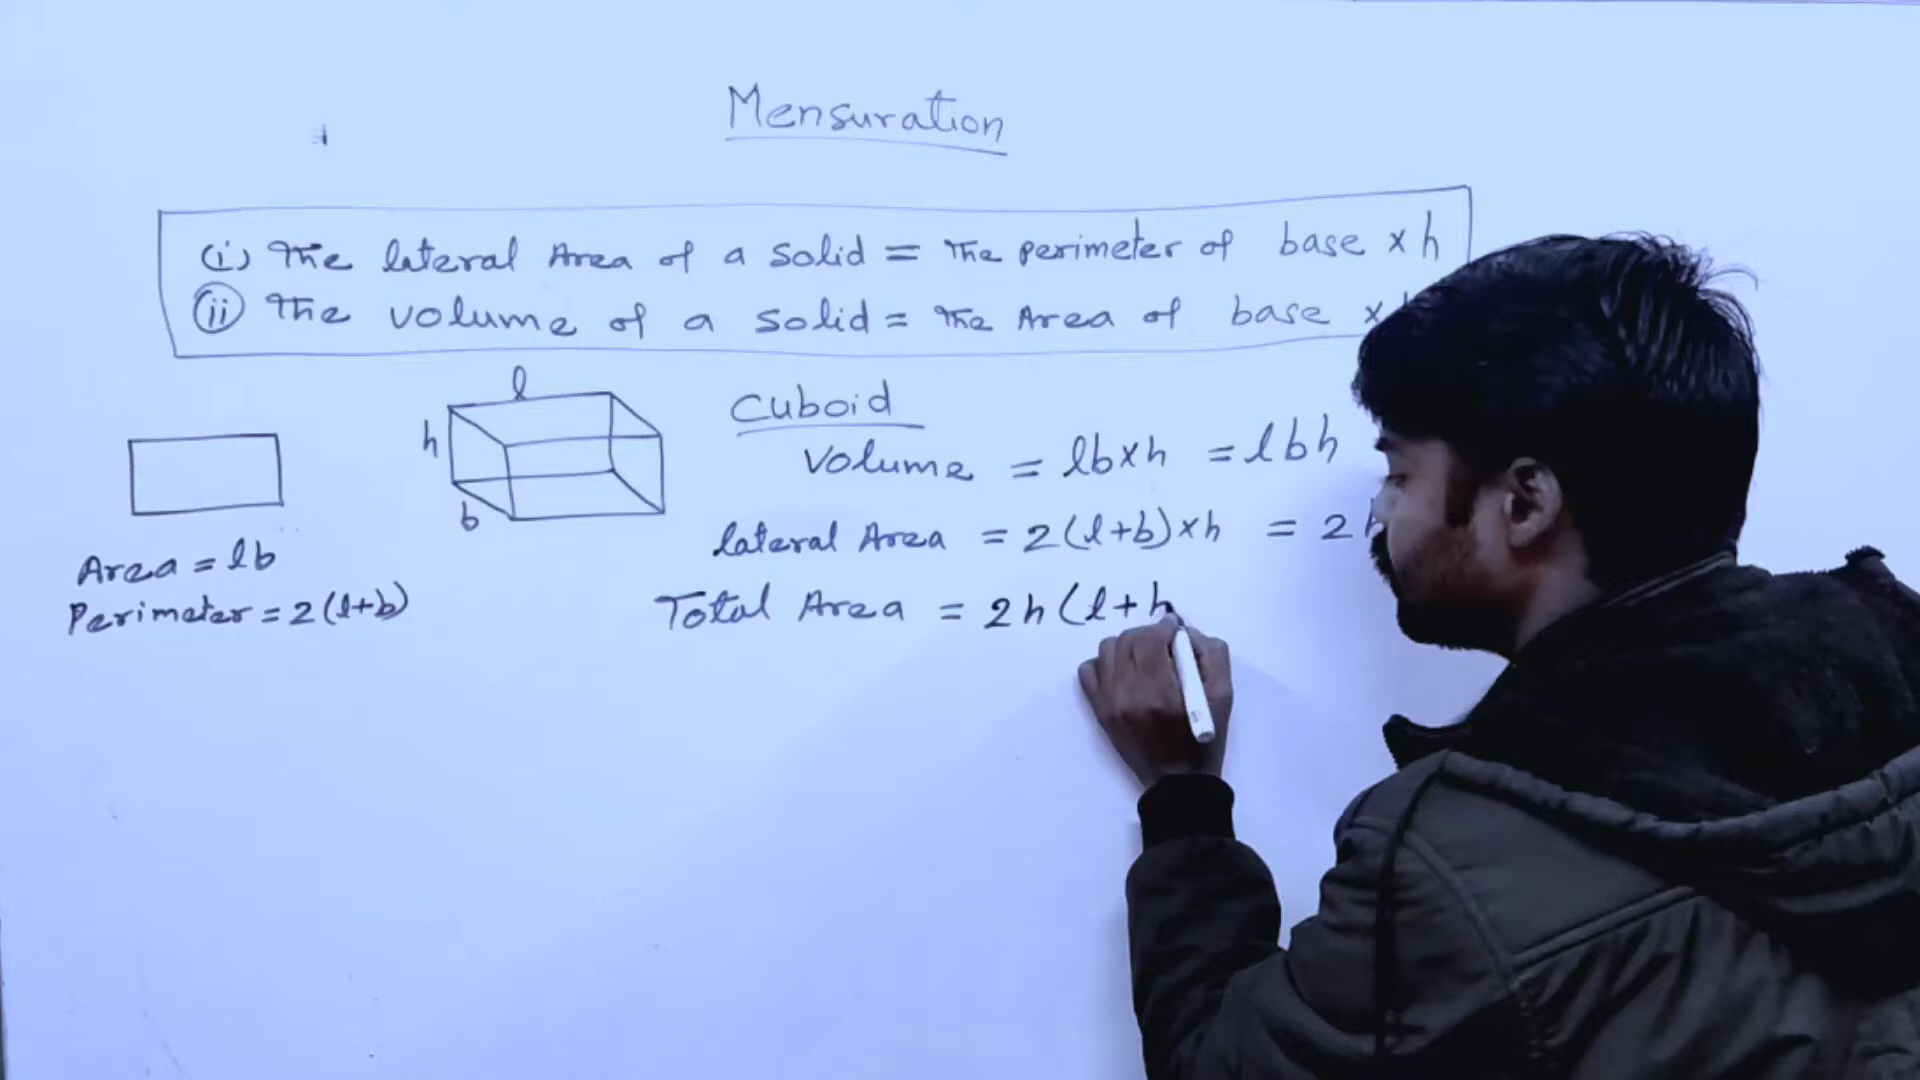 Mensuration
(i) The lateral Area of a solid = The perimeter of base × h
(ii) The volume of a solid = The Area of base ×
l
h
b
Cuboid
Volume = lb×h = lbh
lateral Area = 2(l+b)×h = 2h
Total Area = 2h(l+
Area = lb
Perimeter = 2(l+b)